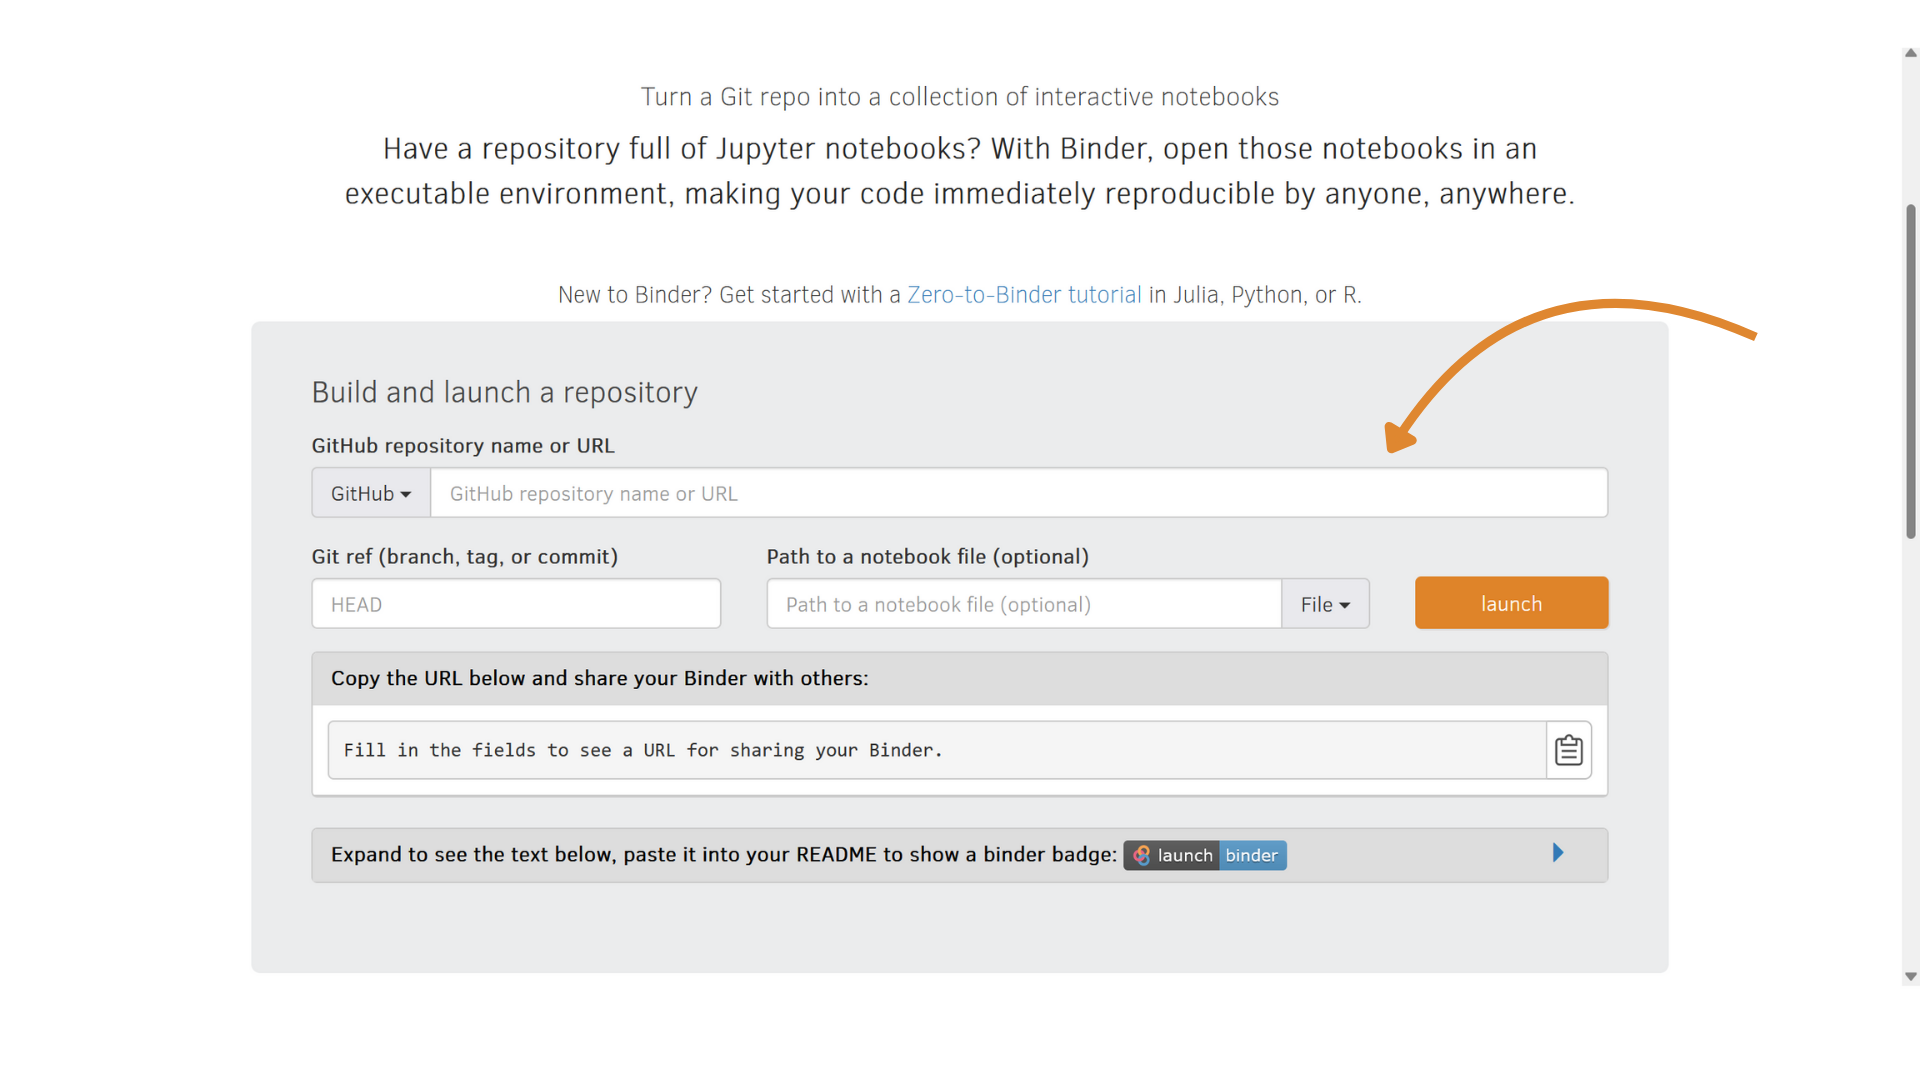 Turn a Git repo into a collection of interactive notebooks
Have a repository full of Jupyter notebooks? With Binder, open those notebooks in an
executable environment, making your code immediately reproducible by anyone, anywhere.
New to Binder? Get started with a Zero-to-Binder tutorial in Julia, Python, or R.
Build and launch a repository
GitHub repository name or URL
GitHub GitHub repository name or URL
Git ref (branch, tag, or commit) Path to a notebook file (optional)
HEAD Path to a notebook file (optional) File launch
Copy the URL below and share your Binder with others:
Fill in the fields to see a URL for sharing your Binder.
Expand to see the text below, paste it into your README to show a binder badge: launch binder